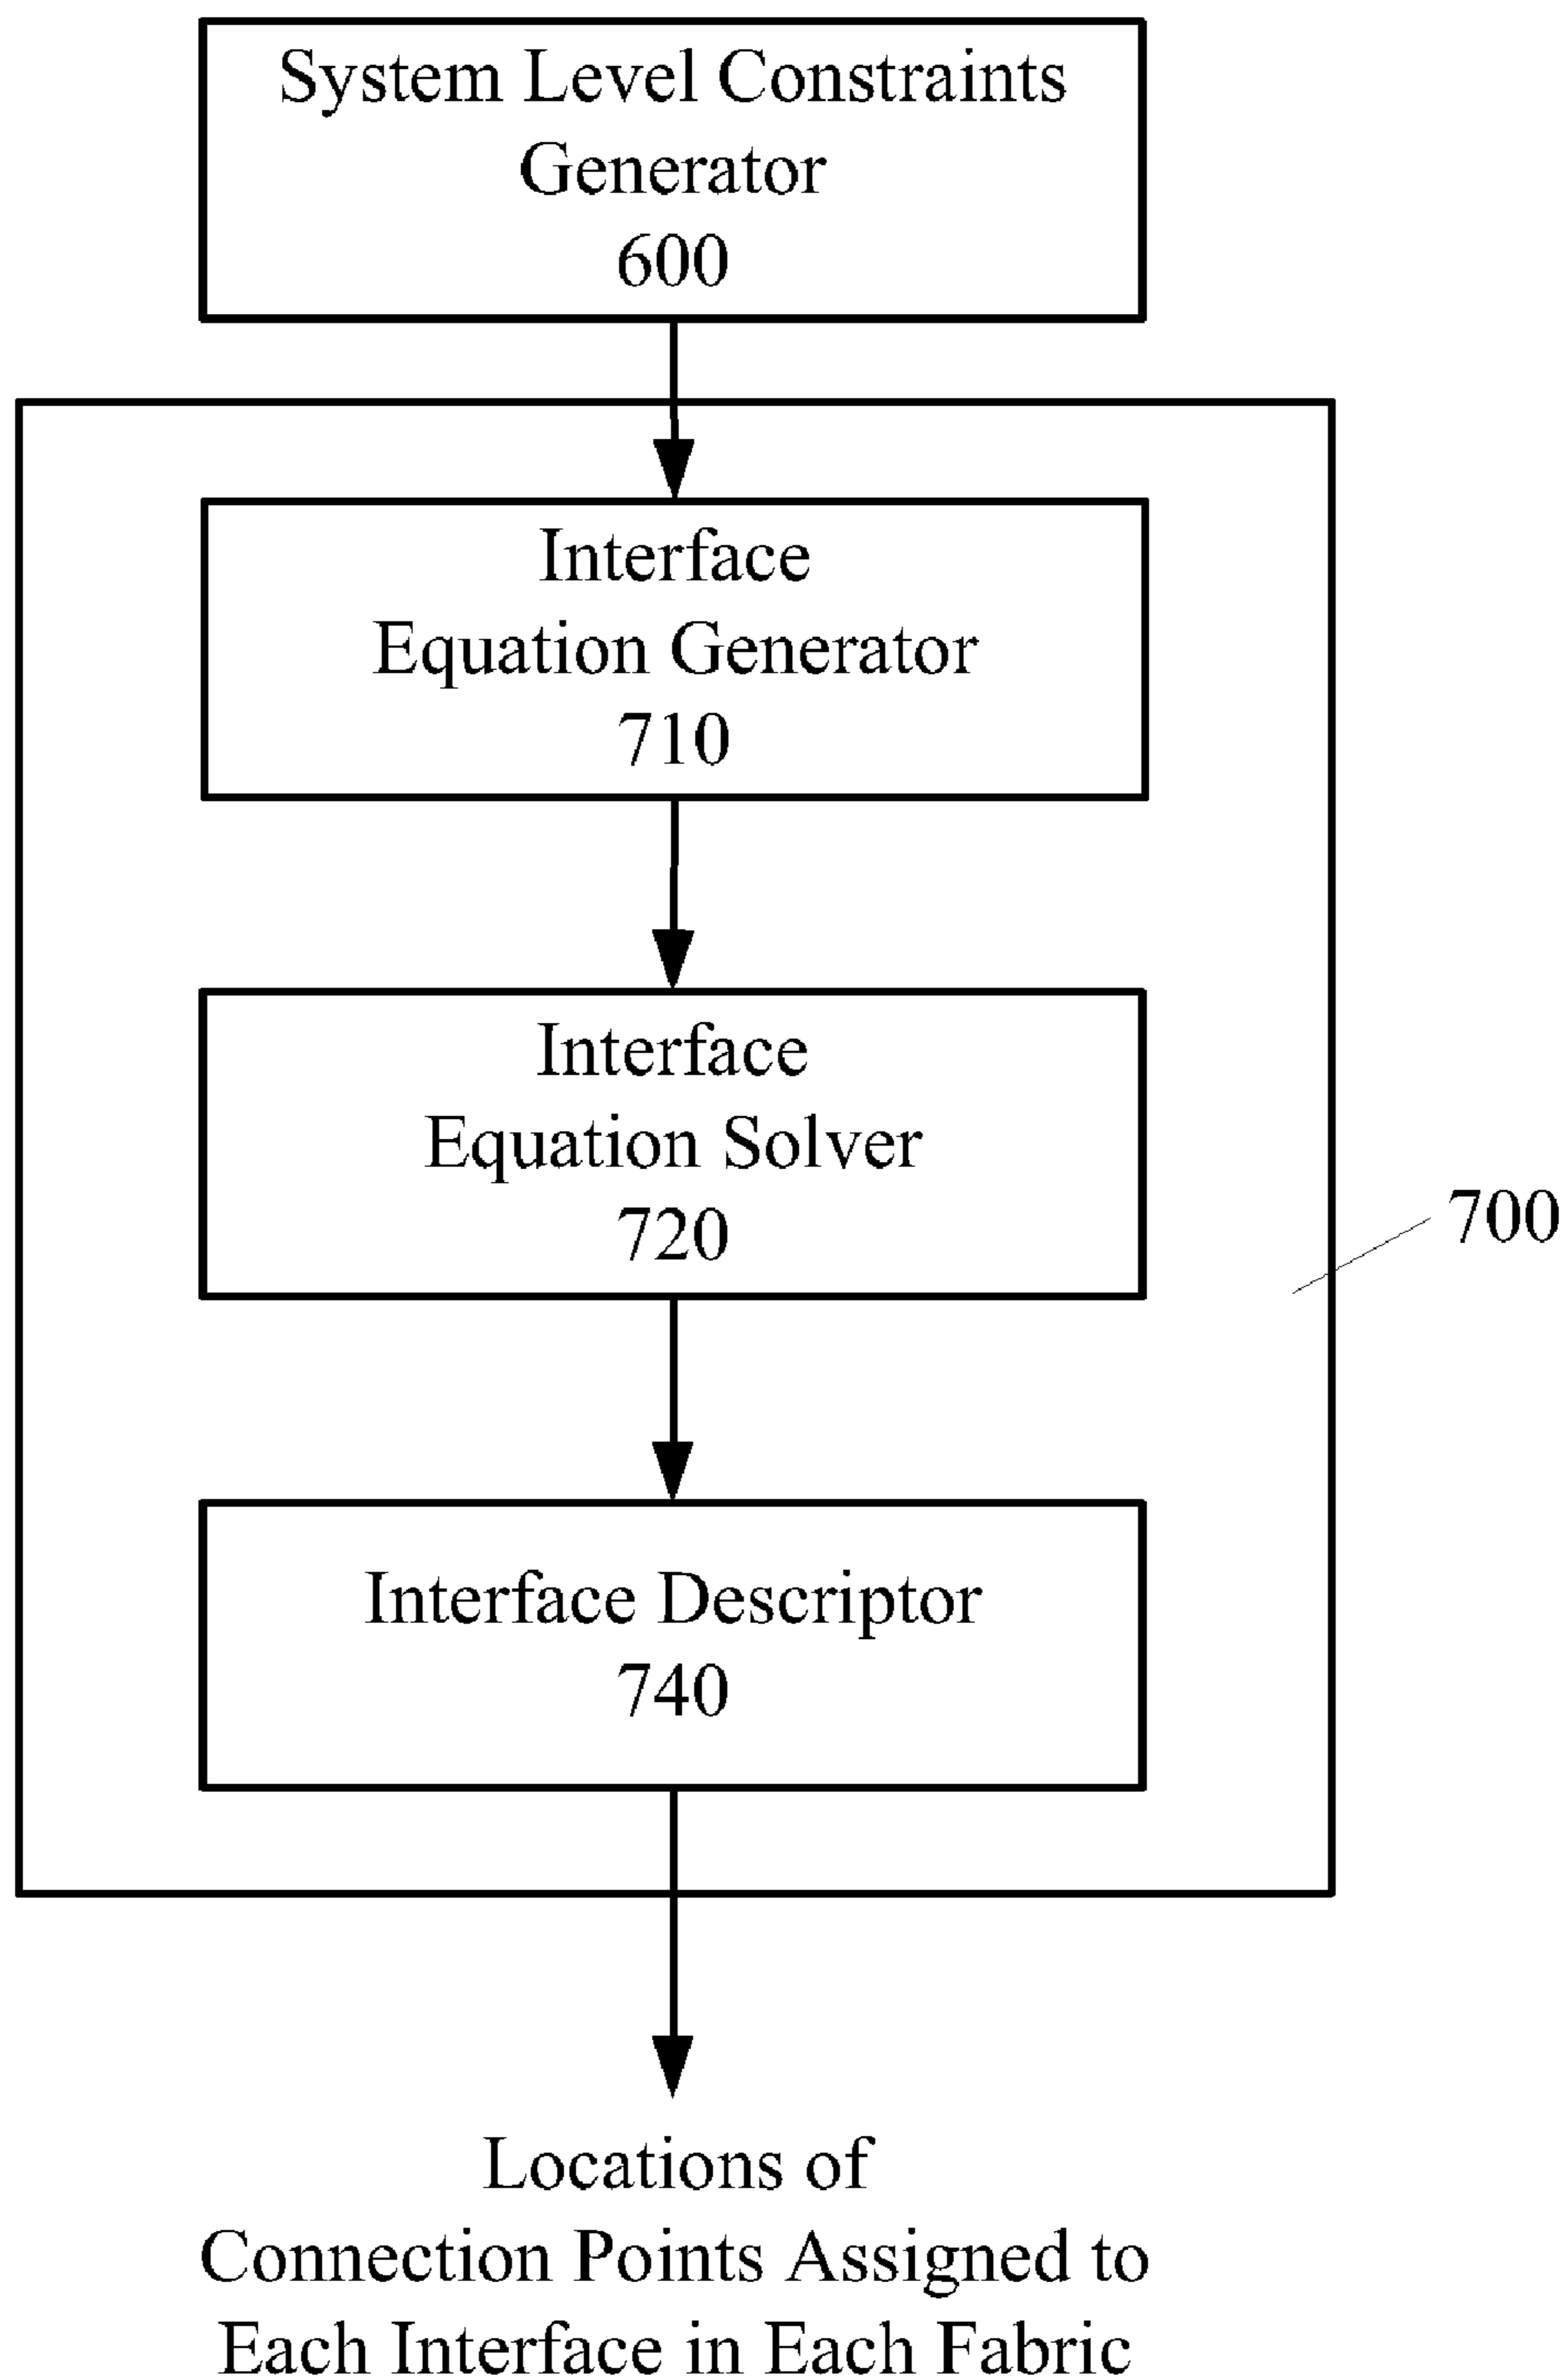 System Level Constraints
Generator
600
Interface
Equation Generator
710
Interface
Equation Solver
720
700
Interface Descriptor
740
Locations of
Connection Points Assigned to
Each Interface in Each Fabric